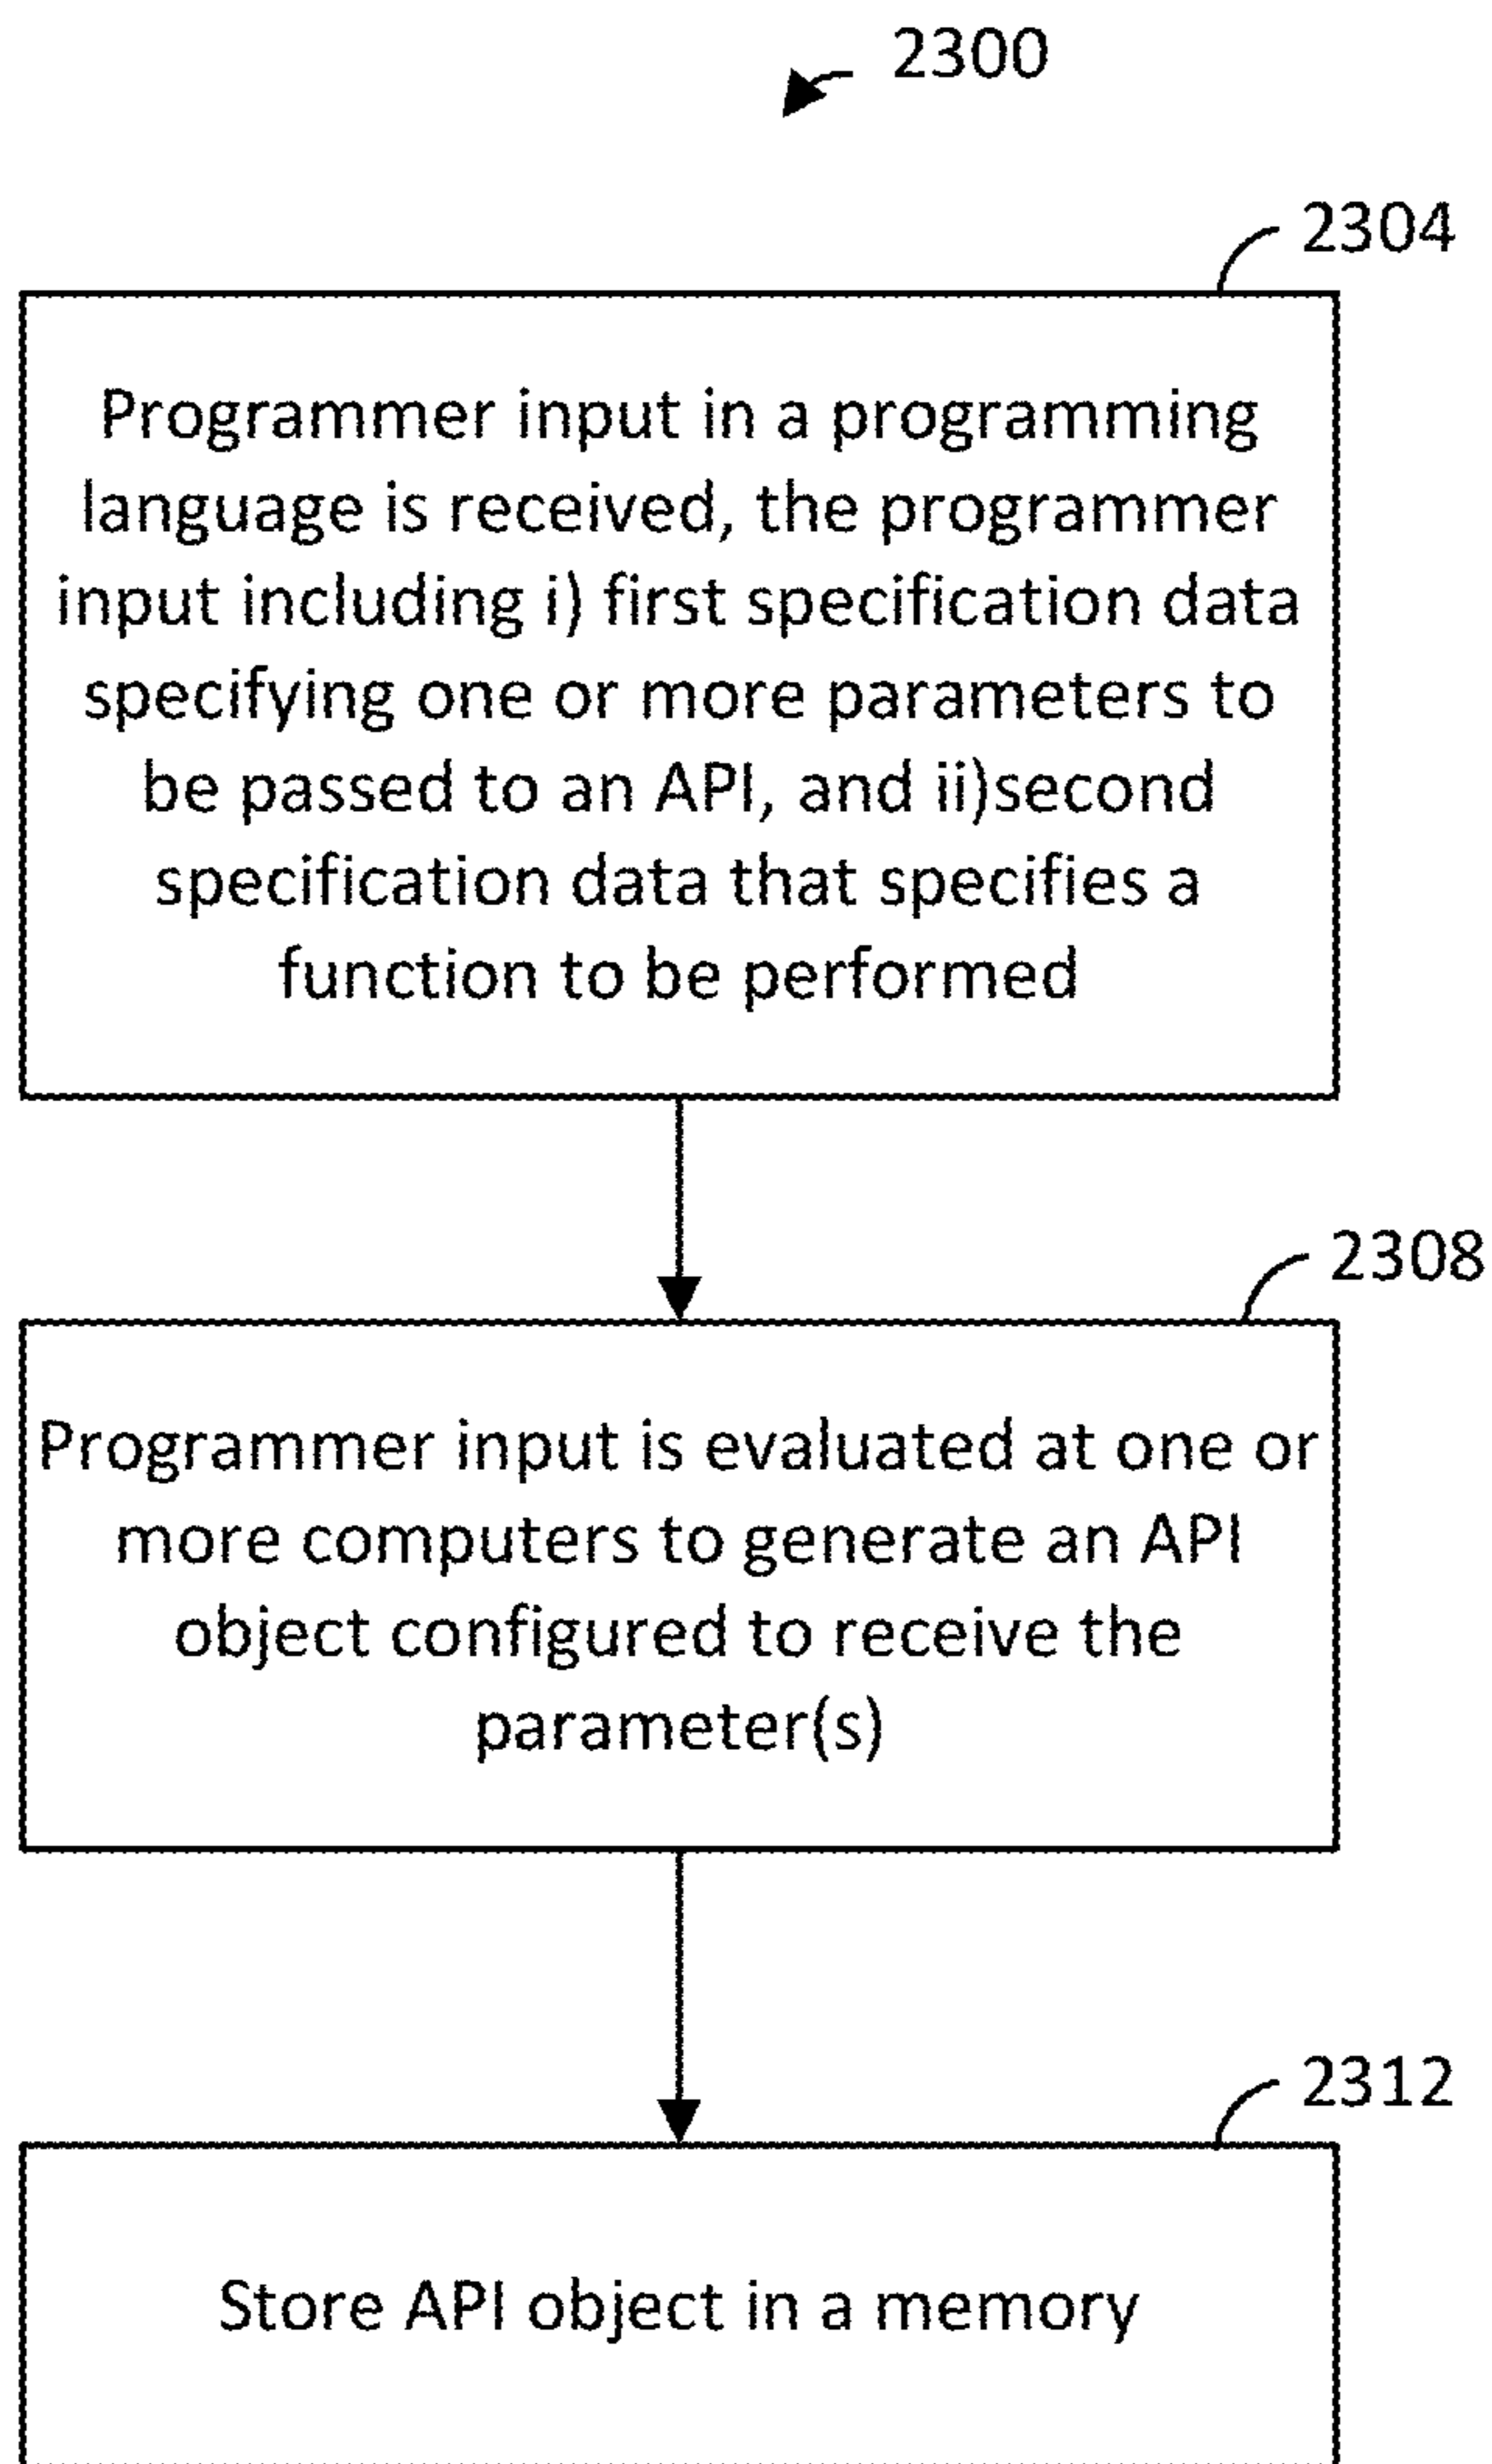 2300
2304
Programmer input in a programming
language is received, the programmer
input including i) first specification data
specifying one or more parameters to
be passed to an API, and ii)second
specification data that specifies a
function to be performed
2308
Programmer input is evaluated at one or
more computers to generate an API
object configured to receive the
parameter(s)
2312
Store API object in a memory